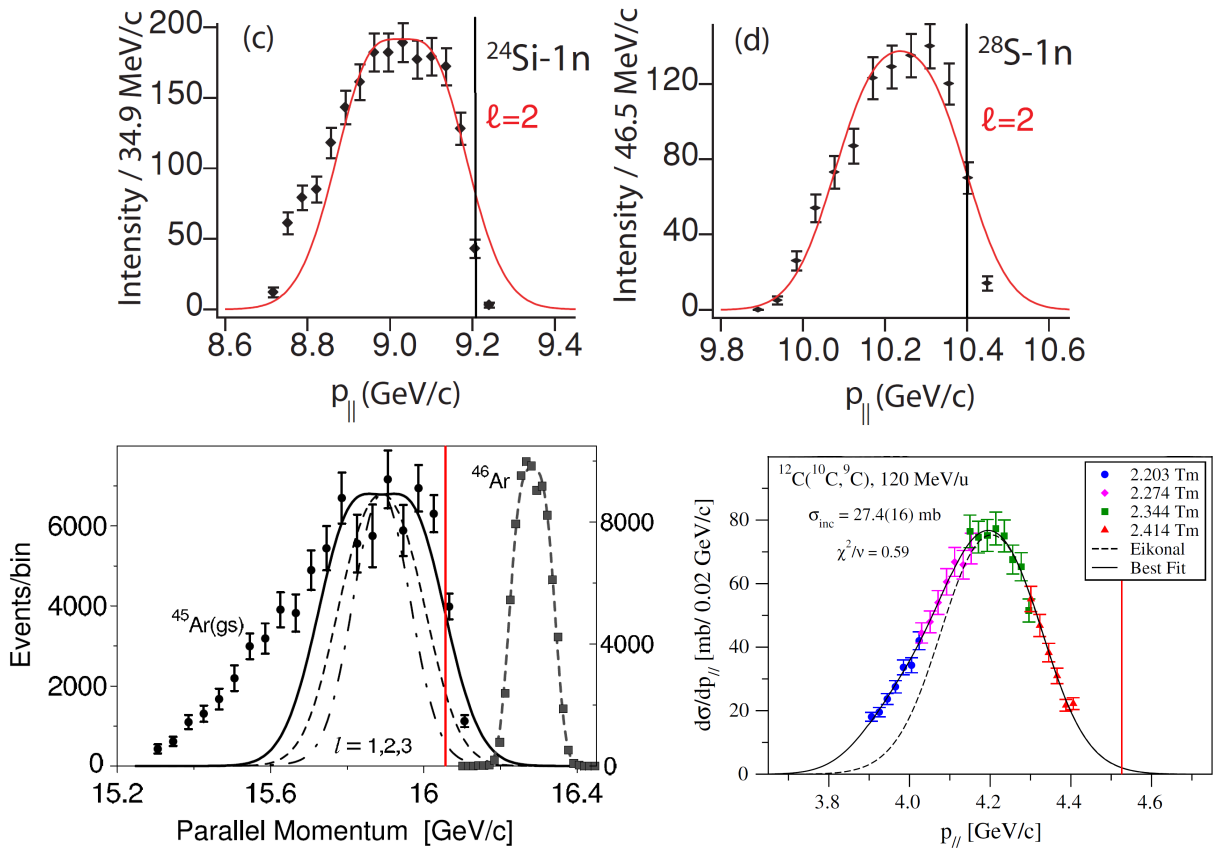 (c)
²⁴Si-1n
ℓ=2
Intensity / 34.9 MeV/c
200
150
100
50
0
8.6 8.8 9.0 9.2 9.4
p|| (GeV/c)
(d)
²⁸S-1n
ℓ=2
Intensity / 46.5 MeV/c
120
80
40
0
9.8 10.0 10.2 10.4 10.6
p|| (GeV/c)
⁴⁶Ar
⁴⁵Ar(gs)
l = 1,2,3
Events/bin
6000
4000
2000
0
8000
4000
0
15.2 15.6 16 16.4
Parallel Momentum [GeV/c]
¹²C(¹⁰C,⁹C), 120 MeV/u
σinc = 27.4(16) mb
χ²/ν = 0.59
2.203 Tm
2.274 Tm
2.344 Tm
2.414 Tm
Eikonal
Best Fit
dσ/dp// [mb/ 0.02 GeV/c]
80
60
40
20
0
3.8 4.0 4.2 4.4 4.6
p// [GeV/c]